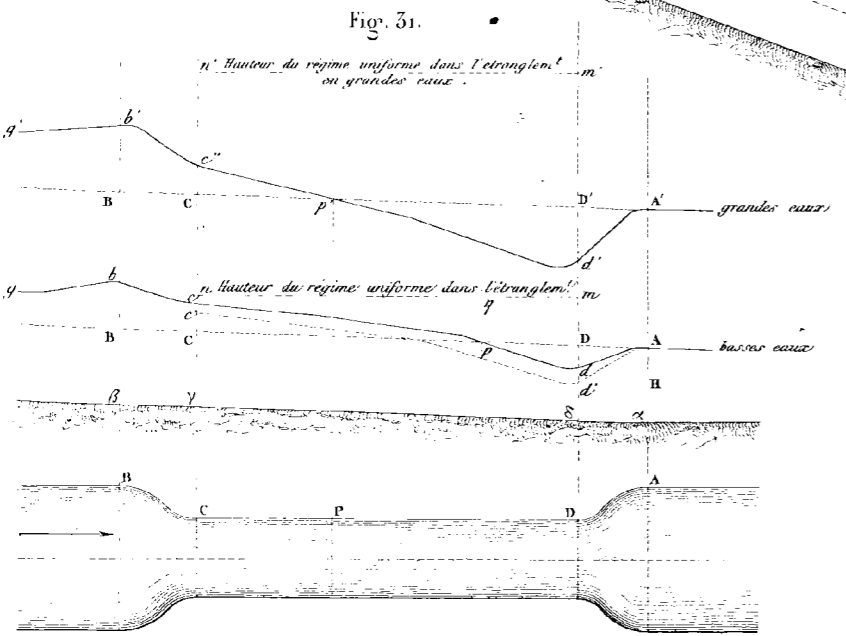 Fig. 31.
n' Hauteur du régime uniforme dans l'etranglem.t m'
en grandes eaux.
q' b'
c''
B C p D' A' grandes eaux
d'
q b n Hauteur du régime uniforme dans l'étranglem.t m
c q
c'
B C p D A basses eaux
d
d' H
β γ δ α
B A
C P D